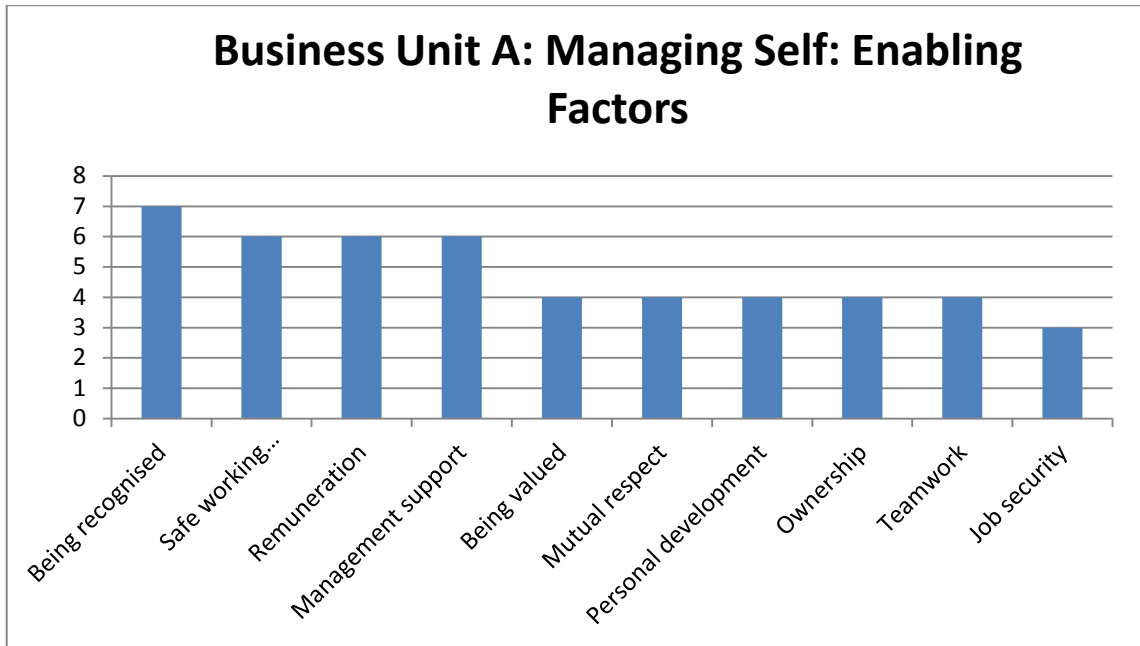 Business Unit A: Managing Self: Enabling
Factors
8
7
6
5
4
3
2
1
0
Being recognised
Safe working...
Remuneration
Management support
Being valued
Mutual respect
Personal development
Ownership
Teamwork
Job security